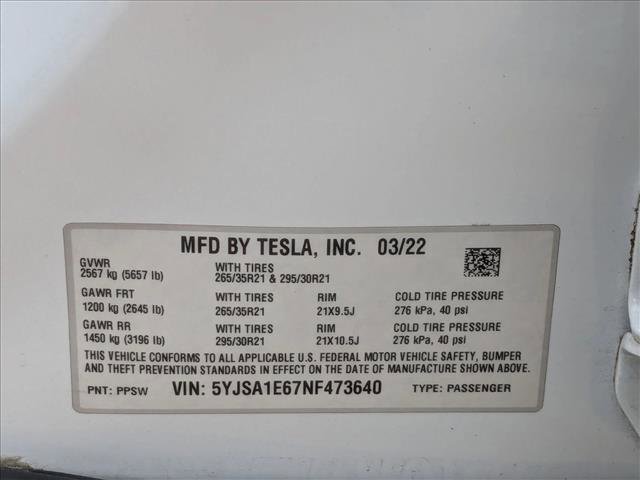 MFD BY TESLA, INC. 03/22
GVWR
2567 kg (5657 lb)
WITH TIRES
265/35R21 & 295/30R21
GAWR FRT WITH TIRES RIM COLD TIRE PRESSURE
1200 kg (2645 lb) 265/35R21 21X9.5J 276 kPa, 40 psi
GAWR RR WITH TIRES RIM COLD TIRE PRESSURE
1450 kg (3196 lb) 295/30R21 21X10.5J 276 kPa, 40 psi
THIS VEHICLE CONFORMS TO ALL APPLICABLE U.S. FEDERAL MOTOR VEHICLE SAFETY, BUMPER
AND THEFT PREVENTION STANDARDS IN EFFECT ON THE DATE OF MANUFACTURE SHOWN ABOVE.
PNT: PPSW VIN: 5YJSA1E67NF473640 TYPE: PASSENGER